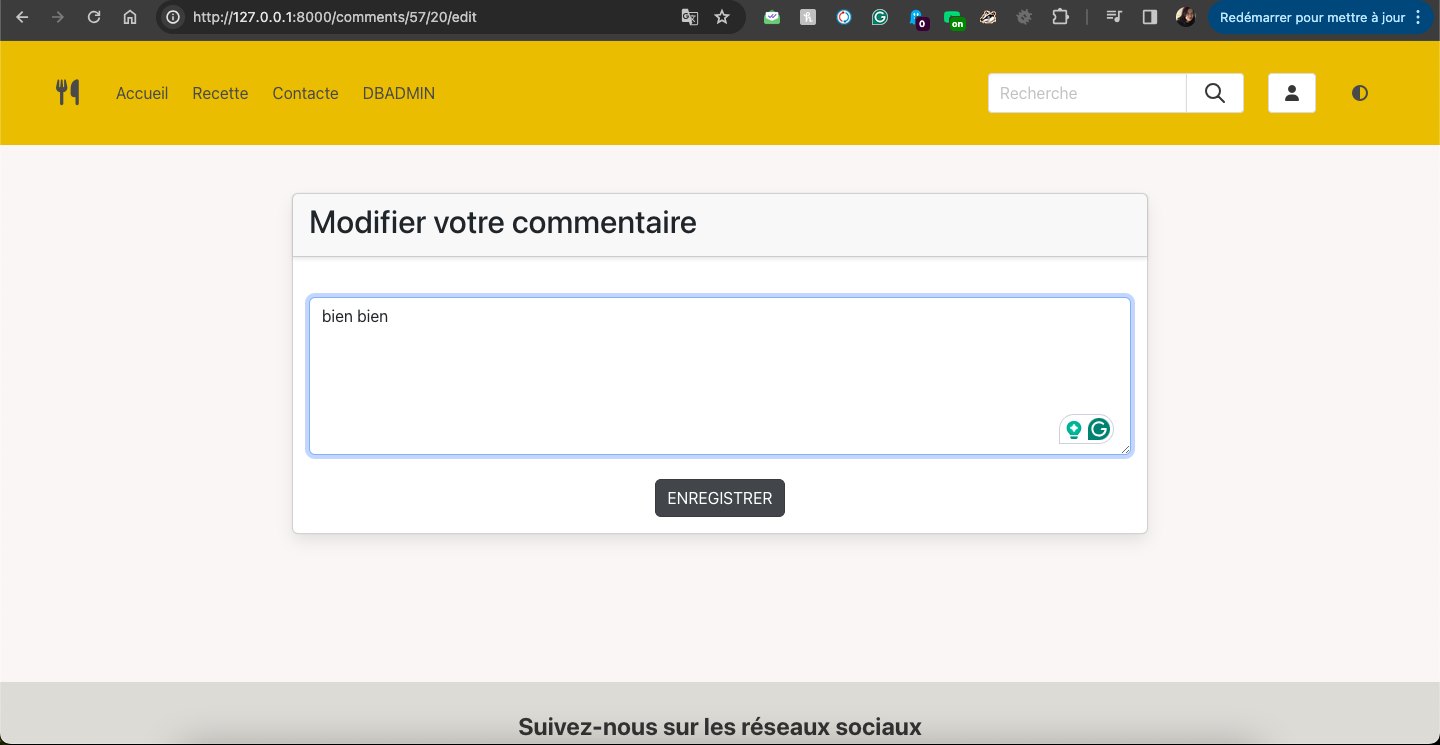 http://127.0.0.1:8000/comments/57/20/edit
0
on
Redémarrer pour mettre à jour
Accueil Recette Contacte DBADMIN
Recherche
Modifier votre commentaire
bien bien
ENREGISTRER
Suivez-nous sur les réseaux sociaux